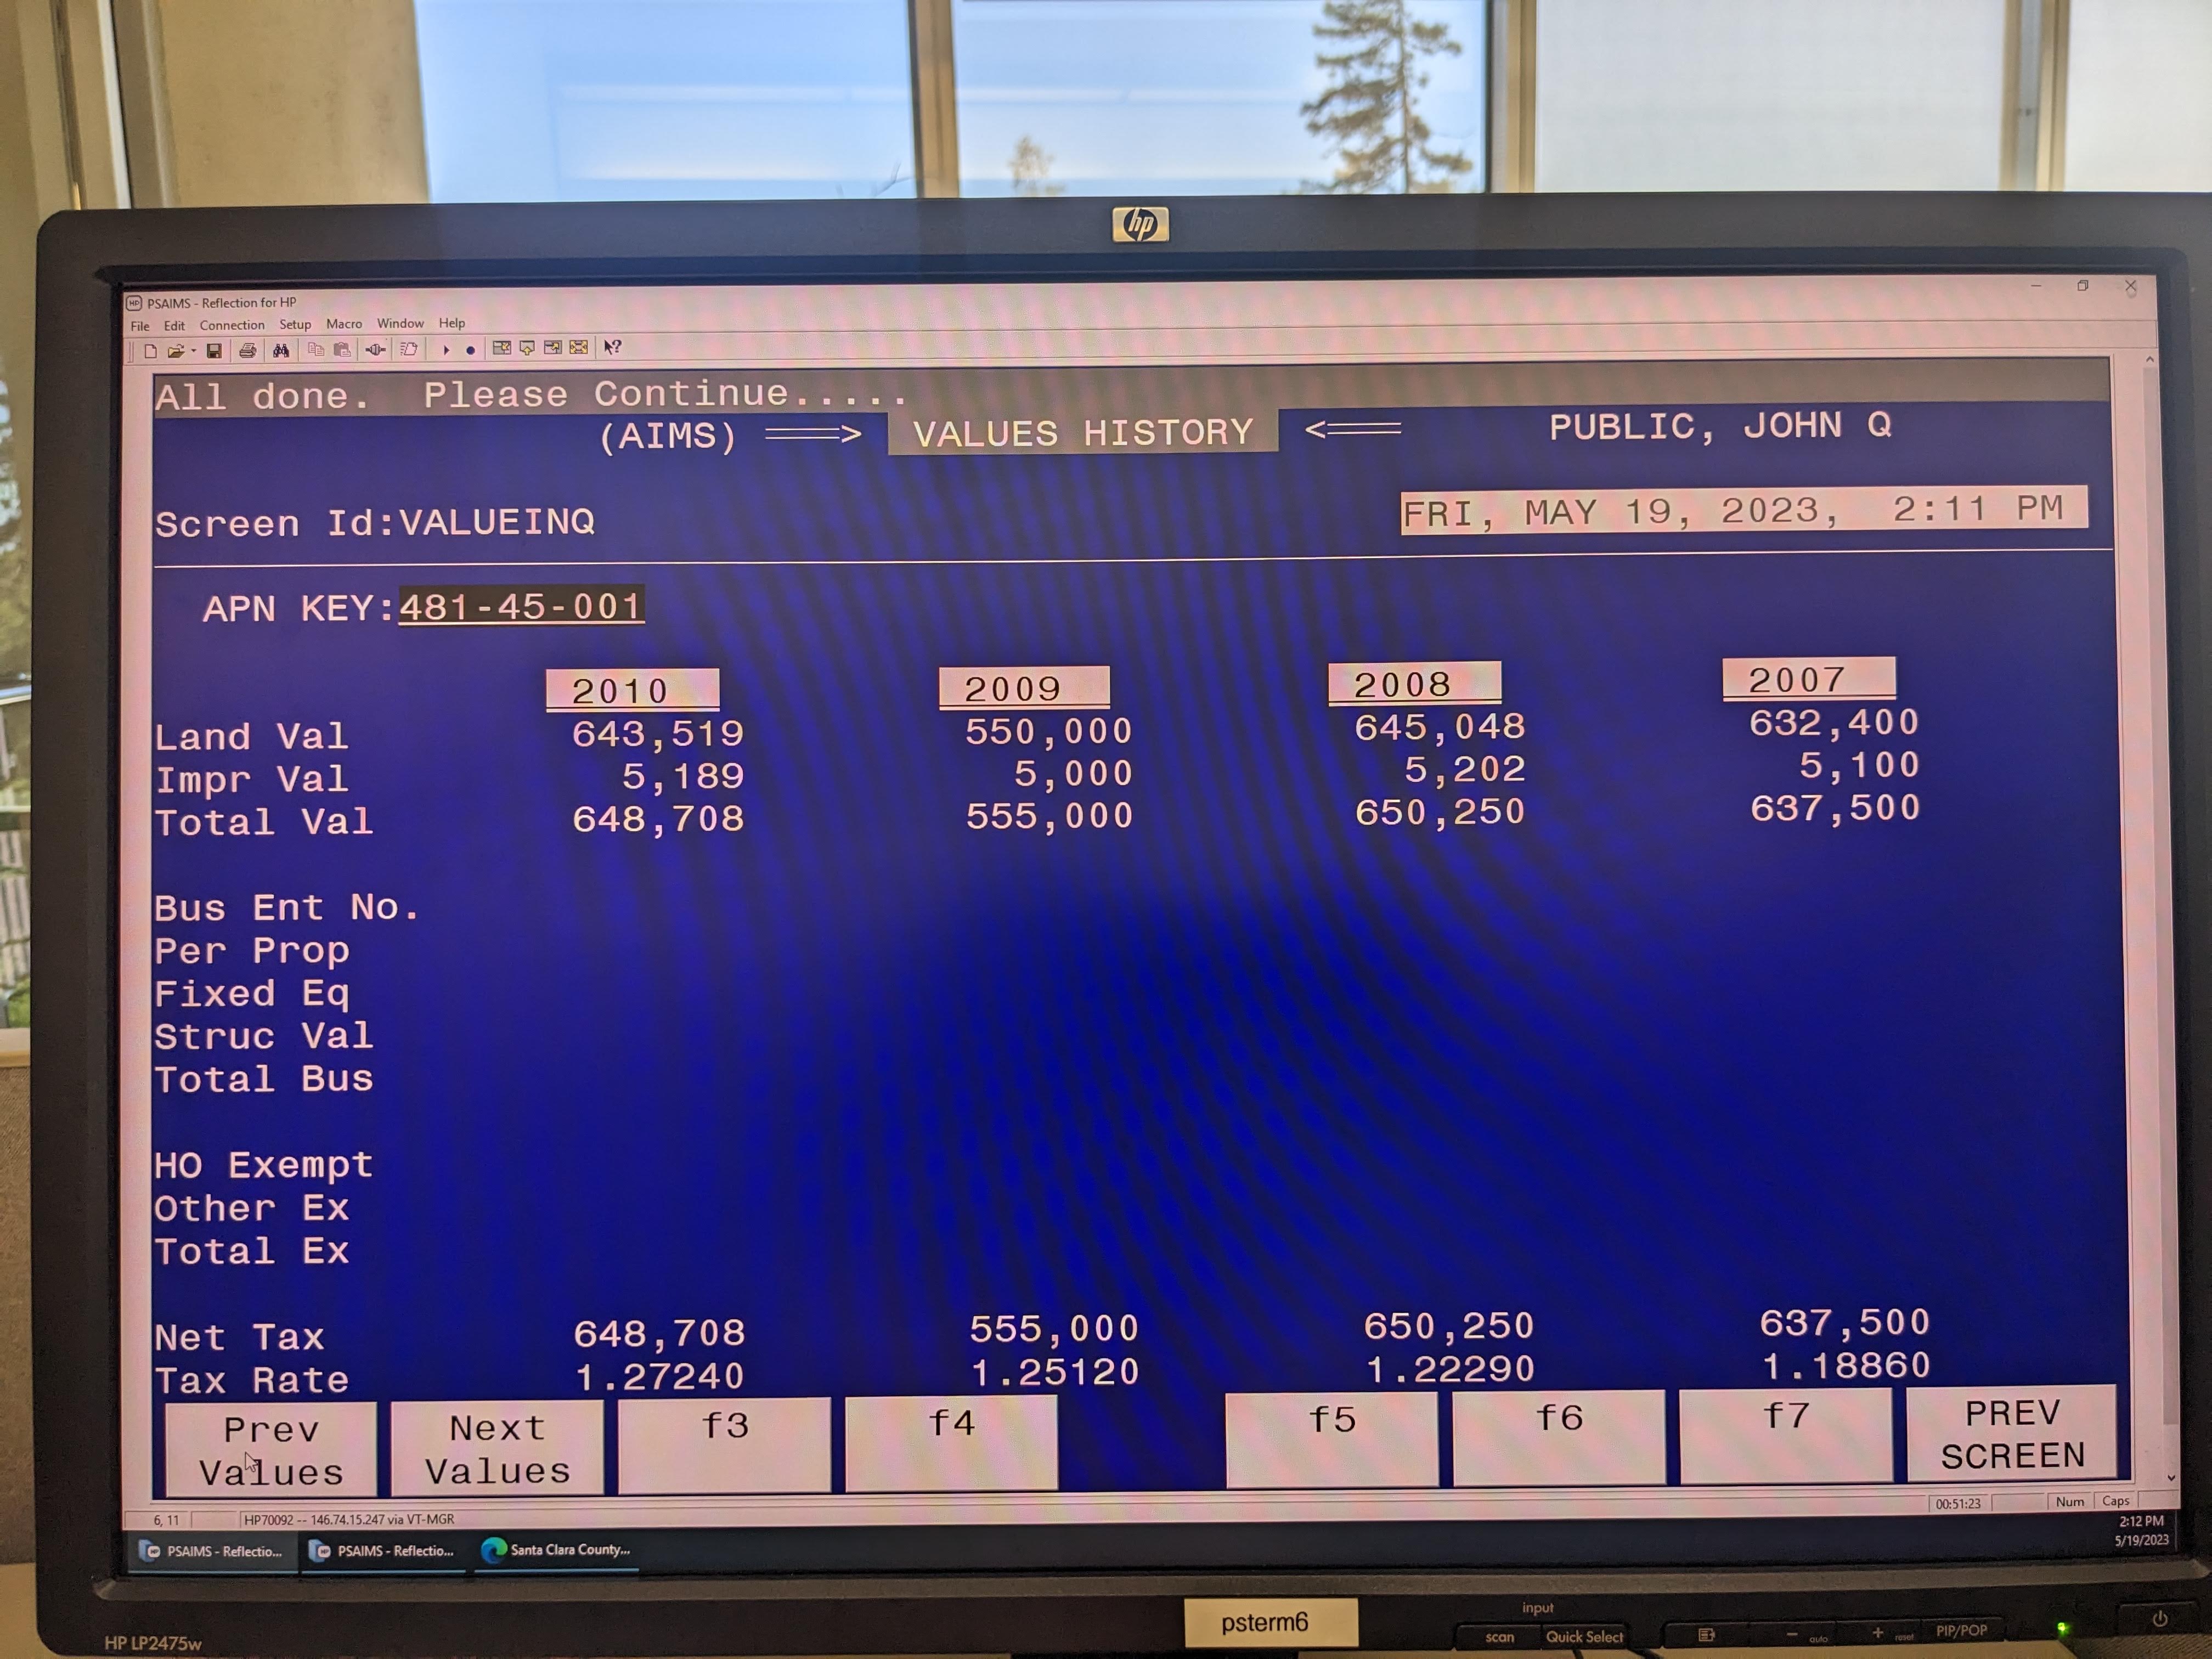 hp
PSAIMS - Reflection for HP
File Edit Connection Setup Macro Window Help
All done. Please Continue.....
(AIMS) ===> VALUES HISTORY <=== PUBLIC, JOHN Q
Screen Id:VALUEINQ FRI, MAY 19, 2023, 2:11 PM
APN KEY:481-45-001
2010 2009 2008 2007
Land Val 643,519 550,000 645,048 632,400
Impr Val 5,189 5,000 5,202 5,100
Total Val 648,708 555,000 650,250 637,500
Bus Ent No.
Per Prop
Fixed Eq
Struc Val
Total Bus
HO Exempt
Other Ex
Total Ex
Net Tax 648,708 555,000 650,250 637,500
Tax Rate 1.27240 1.25120 1.22290 1.18860
Prev Values Next Values f3 f4 f5 f6 f7 PREV SCREEN
00:51:23 Num Caps
6, 11 HP70092 -- 146.74.15.247 via VT-MGR
PSAIMS - Reflectio... PSAIMS - Reflectio... Santa Clara County...
2:12 PM
5/19/2023
HP LP2475w
psterm6
input
scan Quick Select - auto + reset PIP/POP